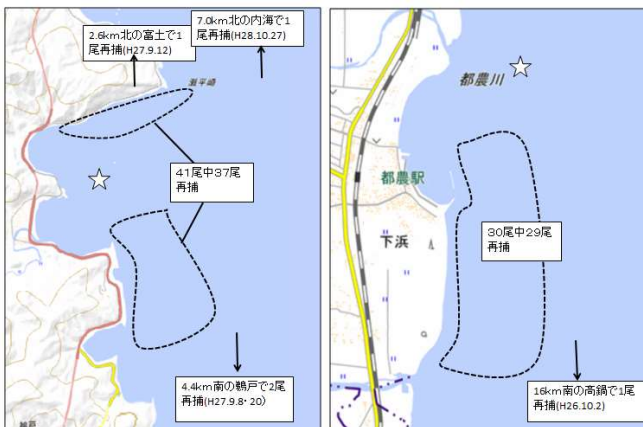 2.6km北の富土で1
尾再捕(H27.9.12)
7.0km北の内海で1
尾再捕(H28.10.27)
瀬平崎
41尾中37尾
再捕
4.4km南の鵜戸で2尾
再捕(H27.9.8・20)
都農川
都農駅
下浜
30尾中29尾
再捕
16km南の高鍋で1尾
再捕(H26.10.2)